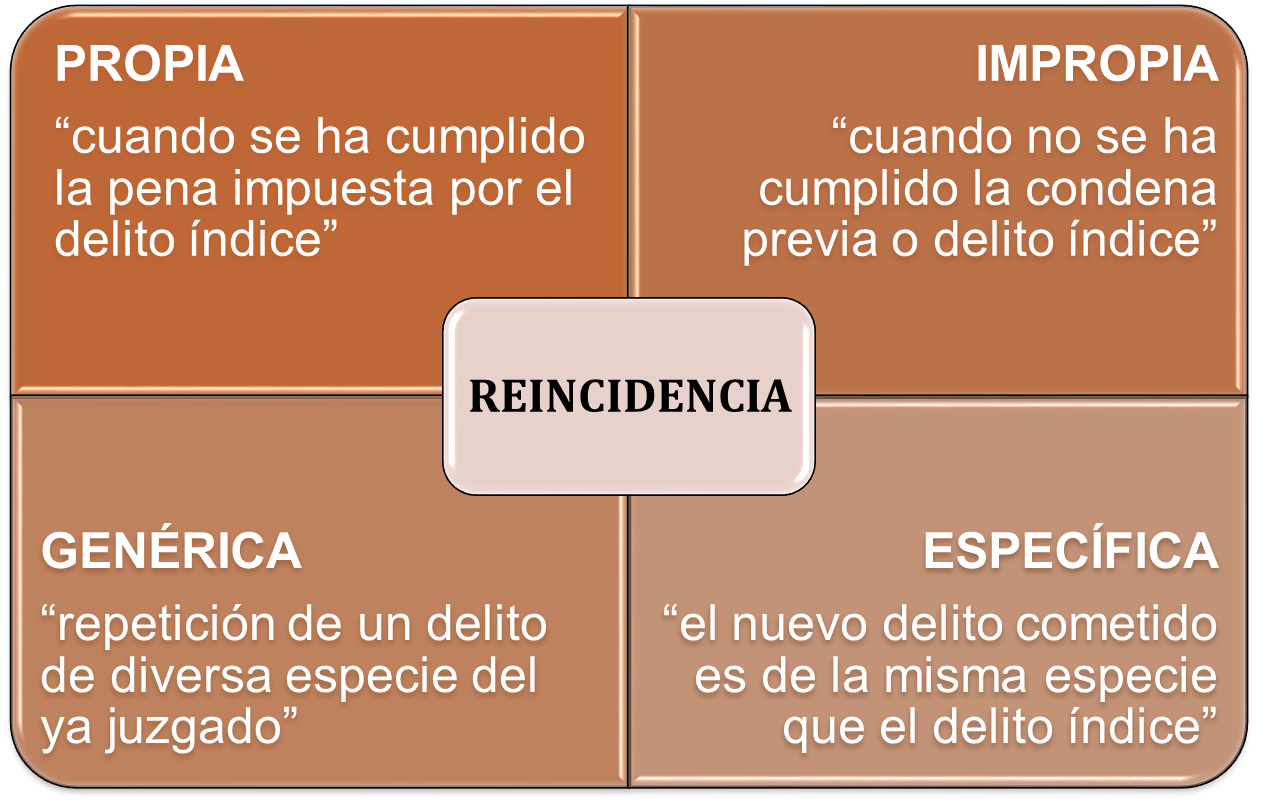 PROPIA
“cuando se ha cumplido
la pena impuesta por el
delito índice”
IMPROPIA
“cuando no se ha
cumplido la condena
previa o delito índice”
REINCIDENCIA
GENÉRICA
“repetición de un delito
de diversa especie del
ya juzgado”
ESPECÍFICA
“el nuevo delito cometido
es de la misma especie
que el delito índice”